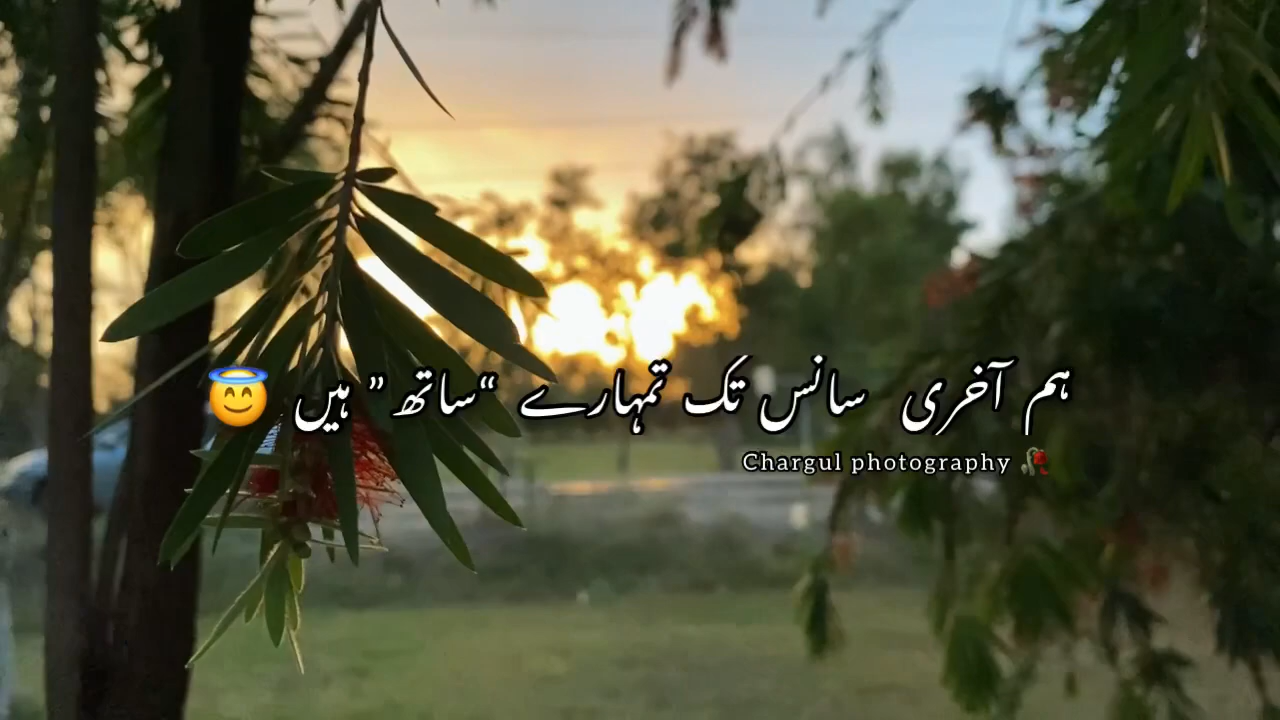 ہم آخری سانس تک تمہارے “ساتھ” ہیں 😇
Chargul photography 🥀